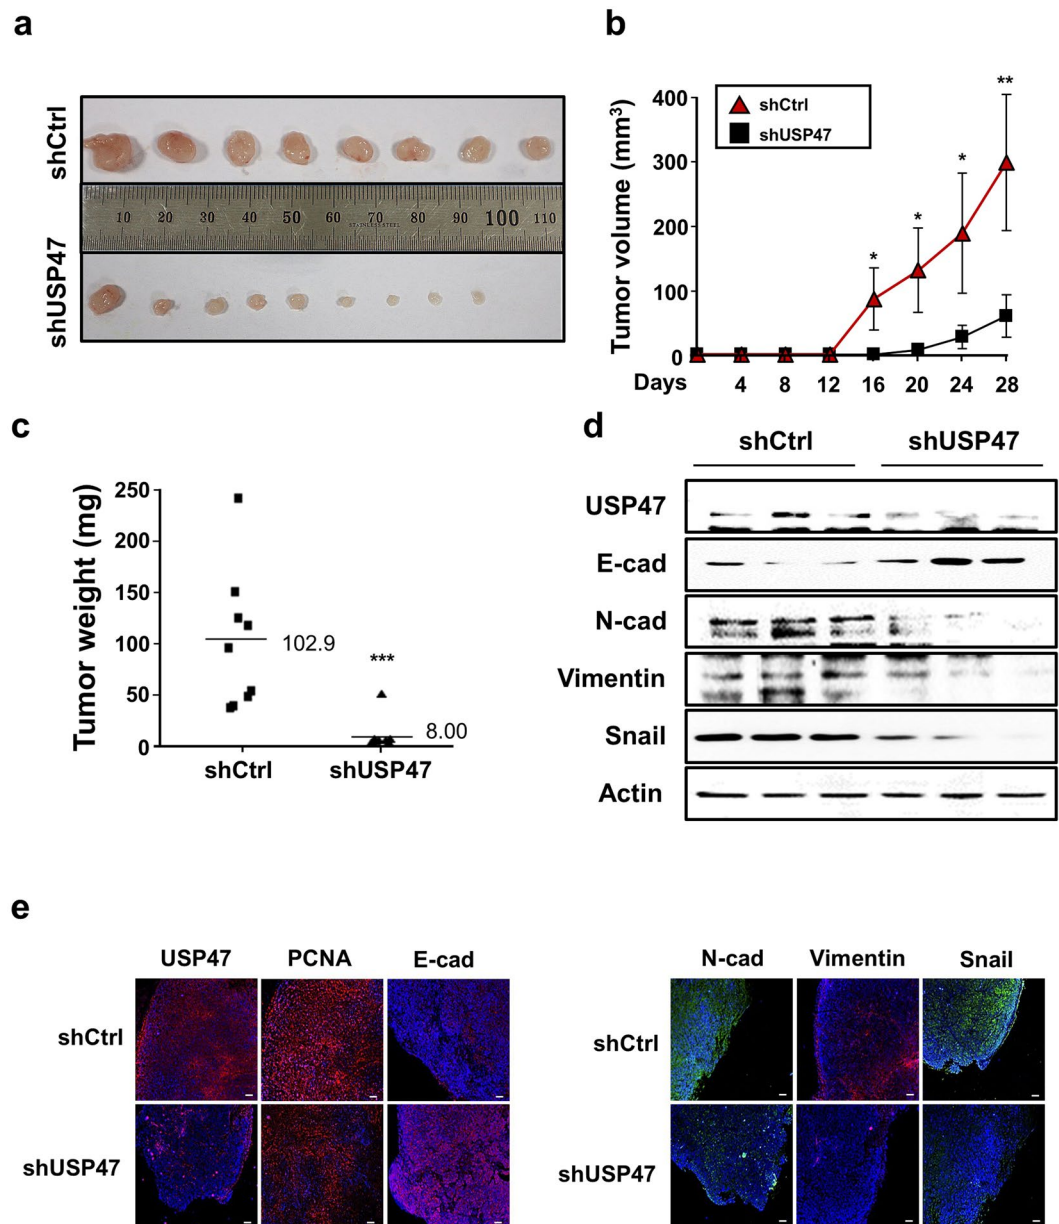 a
shCtrl
10 20 30 40 50 60 70 80 90 100 110
STAINLESS STEEL
shUSP47
b
Tumor volume (mm3)
400
300
200
100
0
shCtrl
shUSP47
*
*
*
**
Days 4 8 12 16 20 24 28
c
Tumor weight (mg)
250
200
150
100
50
0
102.9
***
8.00
shCtrl shUSP47
d
shCtrl shUSP47
USP47
E-cad
N-cad
Vimentin
Snail
Actin
e
USP47 PCNA E-cad
shCtrl
shUSP47
N-cad Vimentin Snail
shCtrl
shUSP47